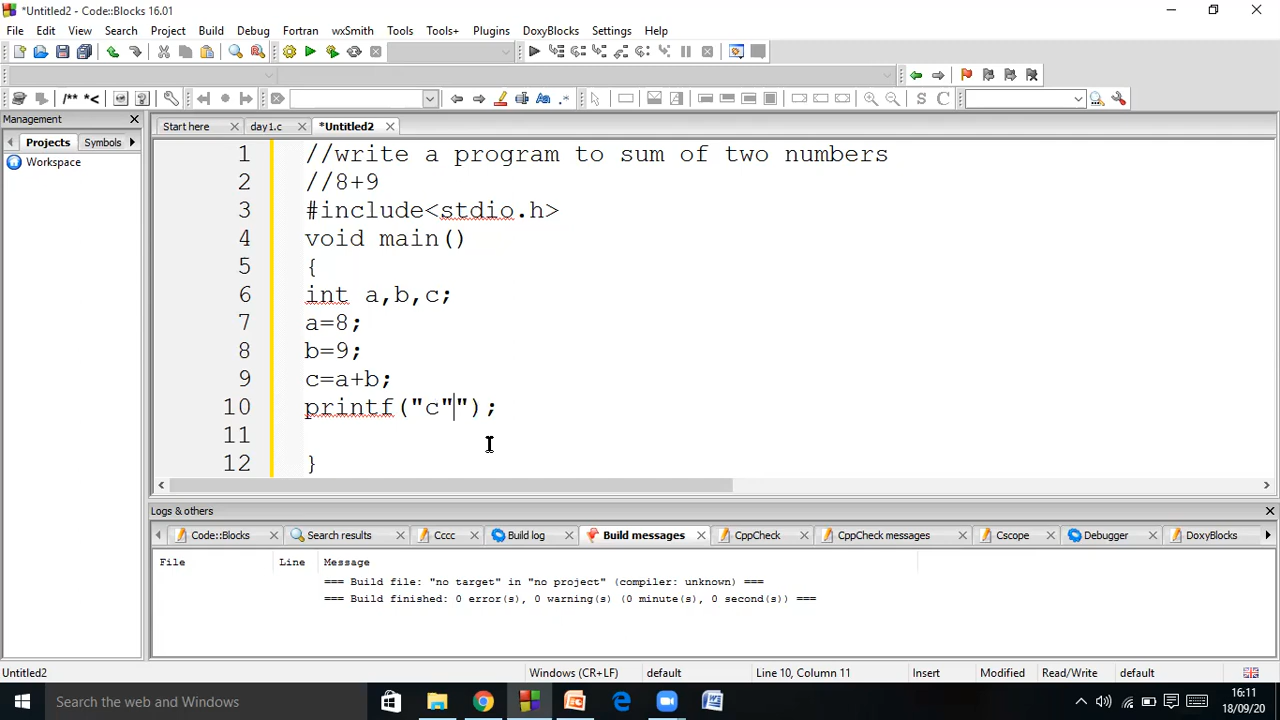 *Untitled2 - Code::Blocks 16.01
File Edit View Search Project Build Debug Fortran wxSmith Tools Tools+ Plugins DoxyBlocks Settings Help
/** *< S C
Management
Start here day1.c *Untitled2
Projects Symbols
Workspace
1 //write a program to sum of two numbers
2 //8+9
3 #include<stdio.h>
4 void main()
5 {
6 int a,b,c;
7 a=8;
8 b=9;
9 c=a+b;
10 printf("c"");
11
12 }
Logs & others
Code::Blocks Search results Cccc Build log Build messages CppCheck CppCheck messages Cscope Debugger DoxyBlocks
File Line Message
=== Build file: "no target" in "no project" (compiler: unknown) ===
=== Build finished: 0 error(s), 0 warning(s) (0 minute(s), 0 second(s)) ===
Untitled2 Windows (CR+LF) default Line 10, Column 11 Insert Modified Read/Write default
Search the web and Windows
16:11
18/09/20